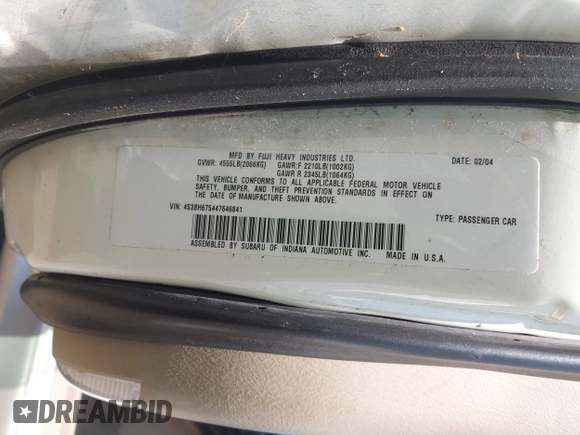 MFD BY FUJI HEAVY INDUSTRIES LTD. DATE: 02/04
GVWR: 4555LB(2066KG) GAWR:F 2210LB(1002KG)
GAWR R 2345LB(1064KG)
THIS VEHICLE CONFORMS TO ALL APPLICABLE FEDERAL MOTOR VEHICLE
SAFETY, BUMPER, AND THEFT PREVENTION STANDARDS IN EFFECT ON
THE DATE OF MANUFACTURE SHOWN ABOVE.
VIN: 4S3BH675447646841 TYPE: PASSENGER CAR
ASSEMBLED BY SUBARU OF INDIANA AUTOMOTIVE INC. MADE IN U.S.A.
DREAMBID